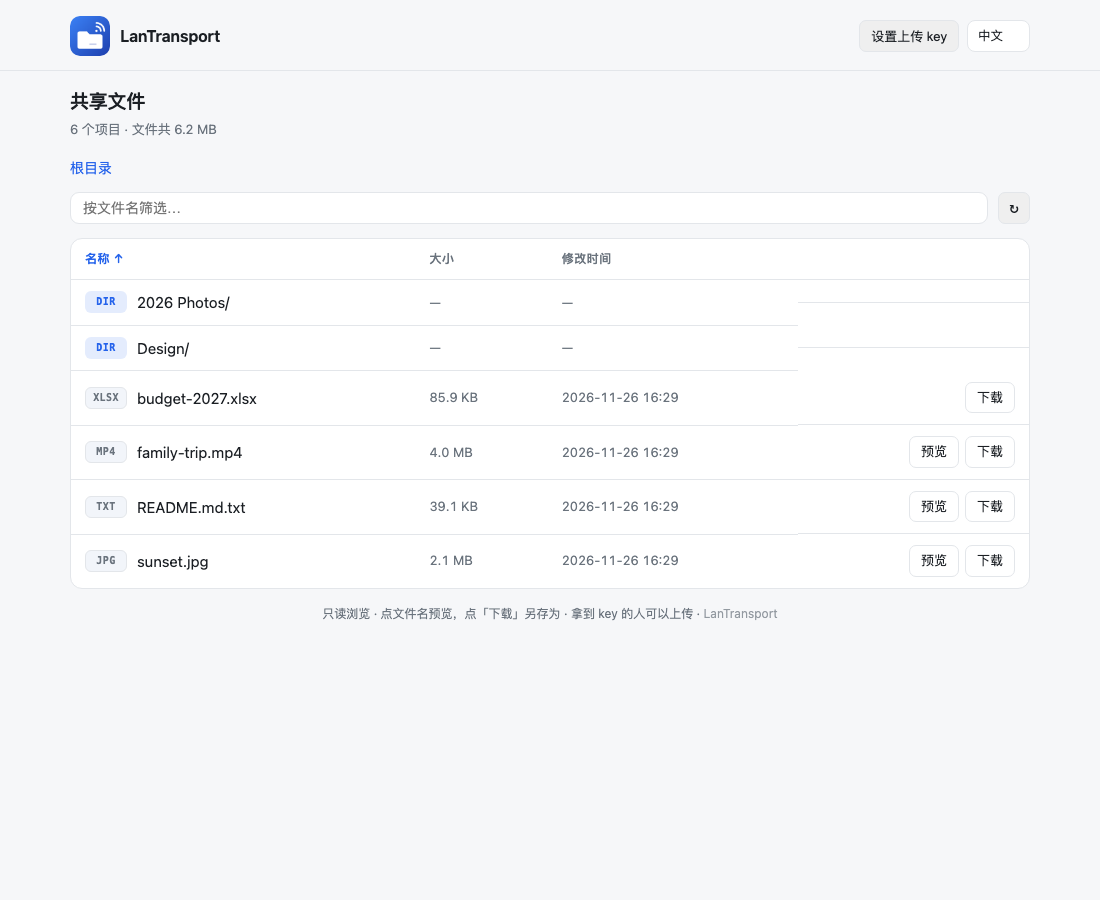 LanTransport
设置上传 key
中文
共享文件
6 个项目 · 文件共 6.2 MB
根目录
按文件名筛选…
↻
名称 ↑ 大小 修改时间
DIR 2026 Photos/ — —
DIR Design/ — —
XLSX budget-2027.xlsx 85.9 KB 2026-11-26 16:29 下载
MP4 family-trip.mp4 4.0 MB 2026-11-26 16:29 预览 下载
TXT README.md.txt 39.1 KB 2026-11-26 16:29 预览 下载
JPG sunset.jpg 2.1 MB 2026-11-26 16:29 预览 下载
只读浏览 · 点文件名预览，点「下载」另存为 · 拿到 key 的人可以上传 · LanTransport